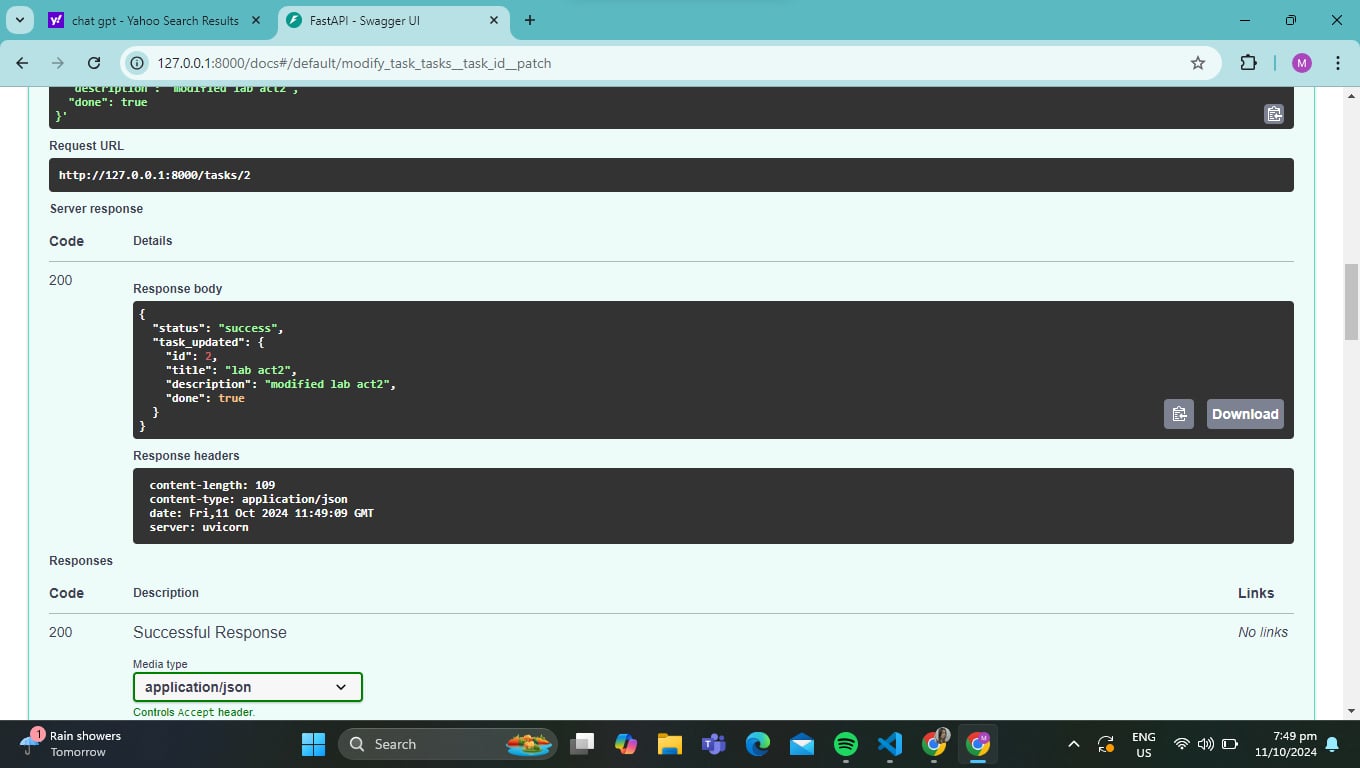 chat gpt - Yahoo Search Results
FastAPI - Swagger UI
127.0.0.1:8000/docs#/default/modify_task_tasks__task_id__patch
M
"description": "modified lab act2",
"done": true
}'
Request URL
http://127.0.0.1:8000/tasks/2
Server response
Code Details
200
Response body
{
"status": "success",
"task_updated": {
"id": 2,
"title": "lab act2",
"description": "modified lab act2",
"done": true
}
}
Download
Response headers
content-length: 109
content-type: application/json
date: Fri,11 Oct 2024 11:49:09 GMT
server: uvicorn
Responses
Code Description Links
200 Successful Response No links
Media type
application/json
Controls Accept header.
1
Rain showers
Tomorrow
Search
ENG
US
7:49 pm
11/10/2024